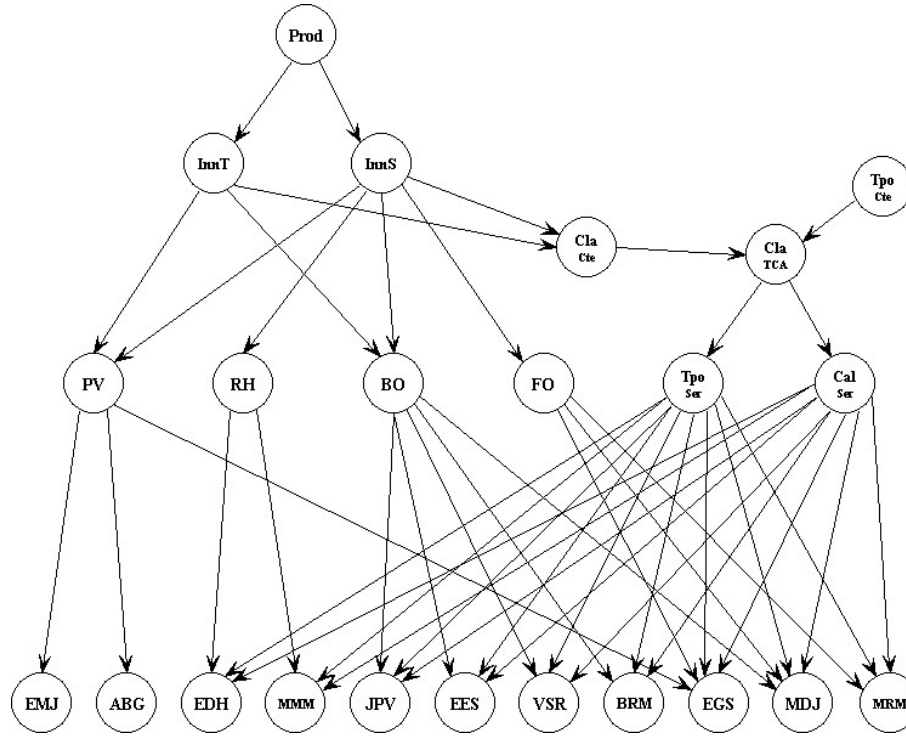 Prod
InnT
InnS
Tpo
Cte
Cla
Cte
Cla
TCA
PV
RH
BO
FO
Tpo
Ser
Cal
Ser
EMJ
ABG
EDH
MMM
JPV
EES
VSR
BRM
EGS
MDJ
MRM